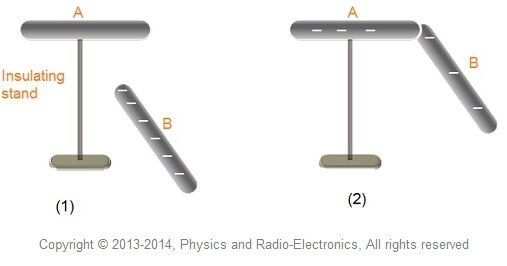 A
Insulating
stand
B
(1)
A
B
(2)
Copyright © 2013-2014, Physics and Radio-Electronics, All rights reserved